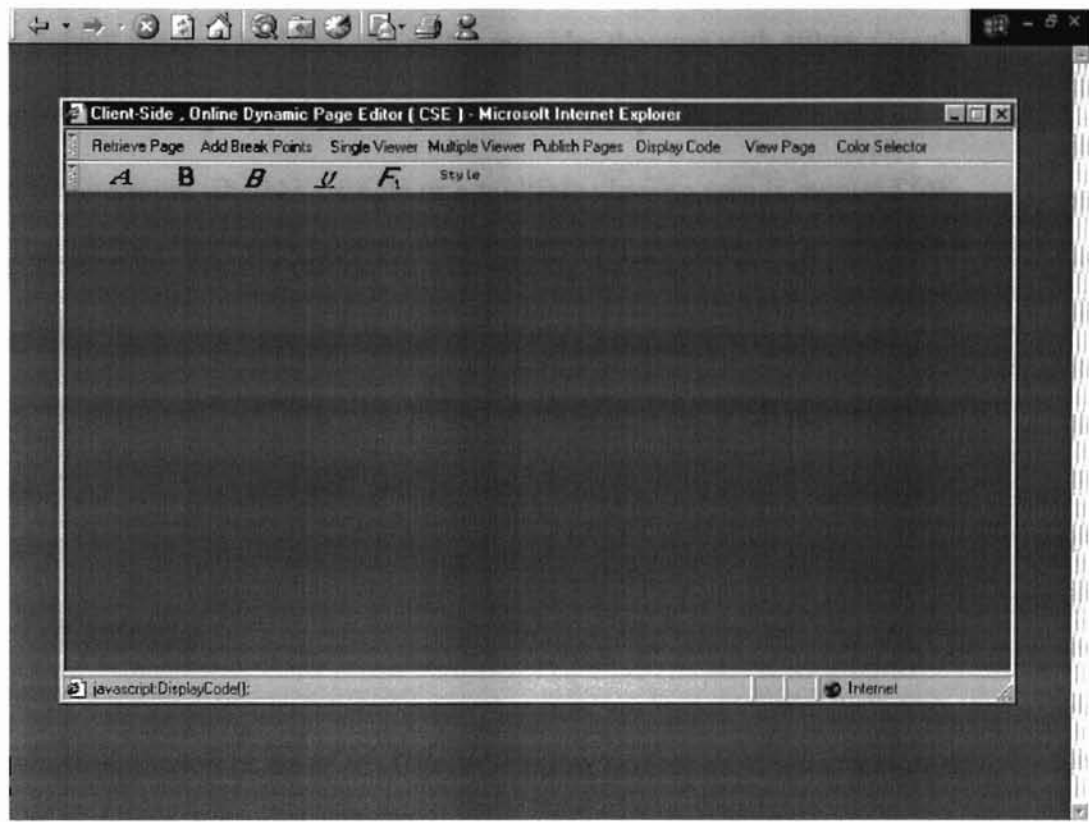 Client-Side , Online Dynamic Page Editor ( CSE ) - Microsoft Internet Explorer
Retrieve Page Add Break Points Single Viewer Multiple Viewer Publish Pages Display Code View Page Color Selector
A B B U F1 Style
javascript:DisplayCode(); Internet